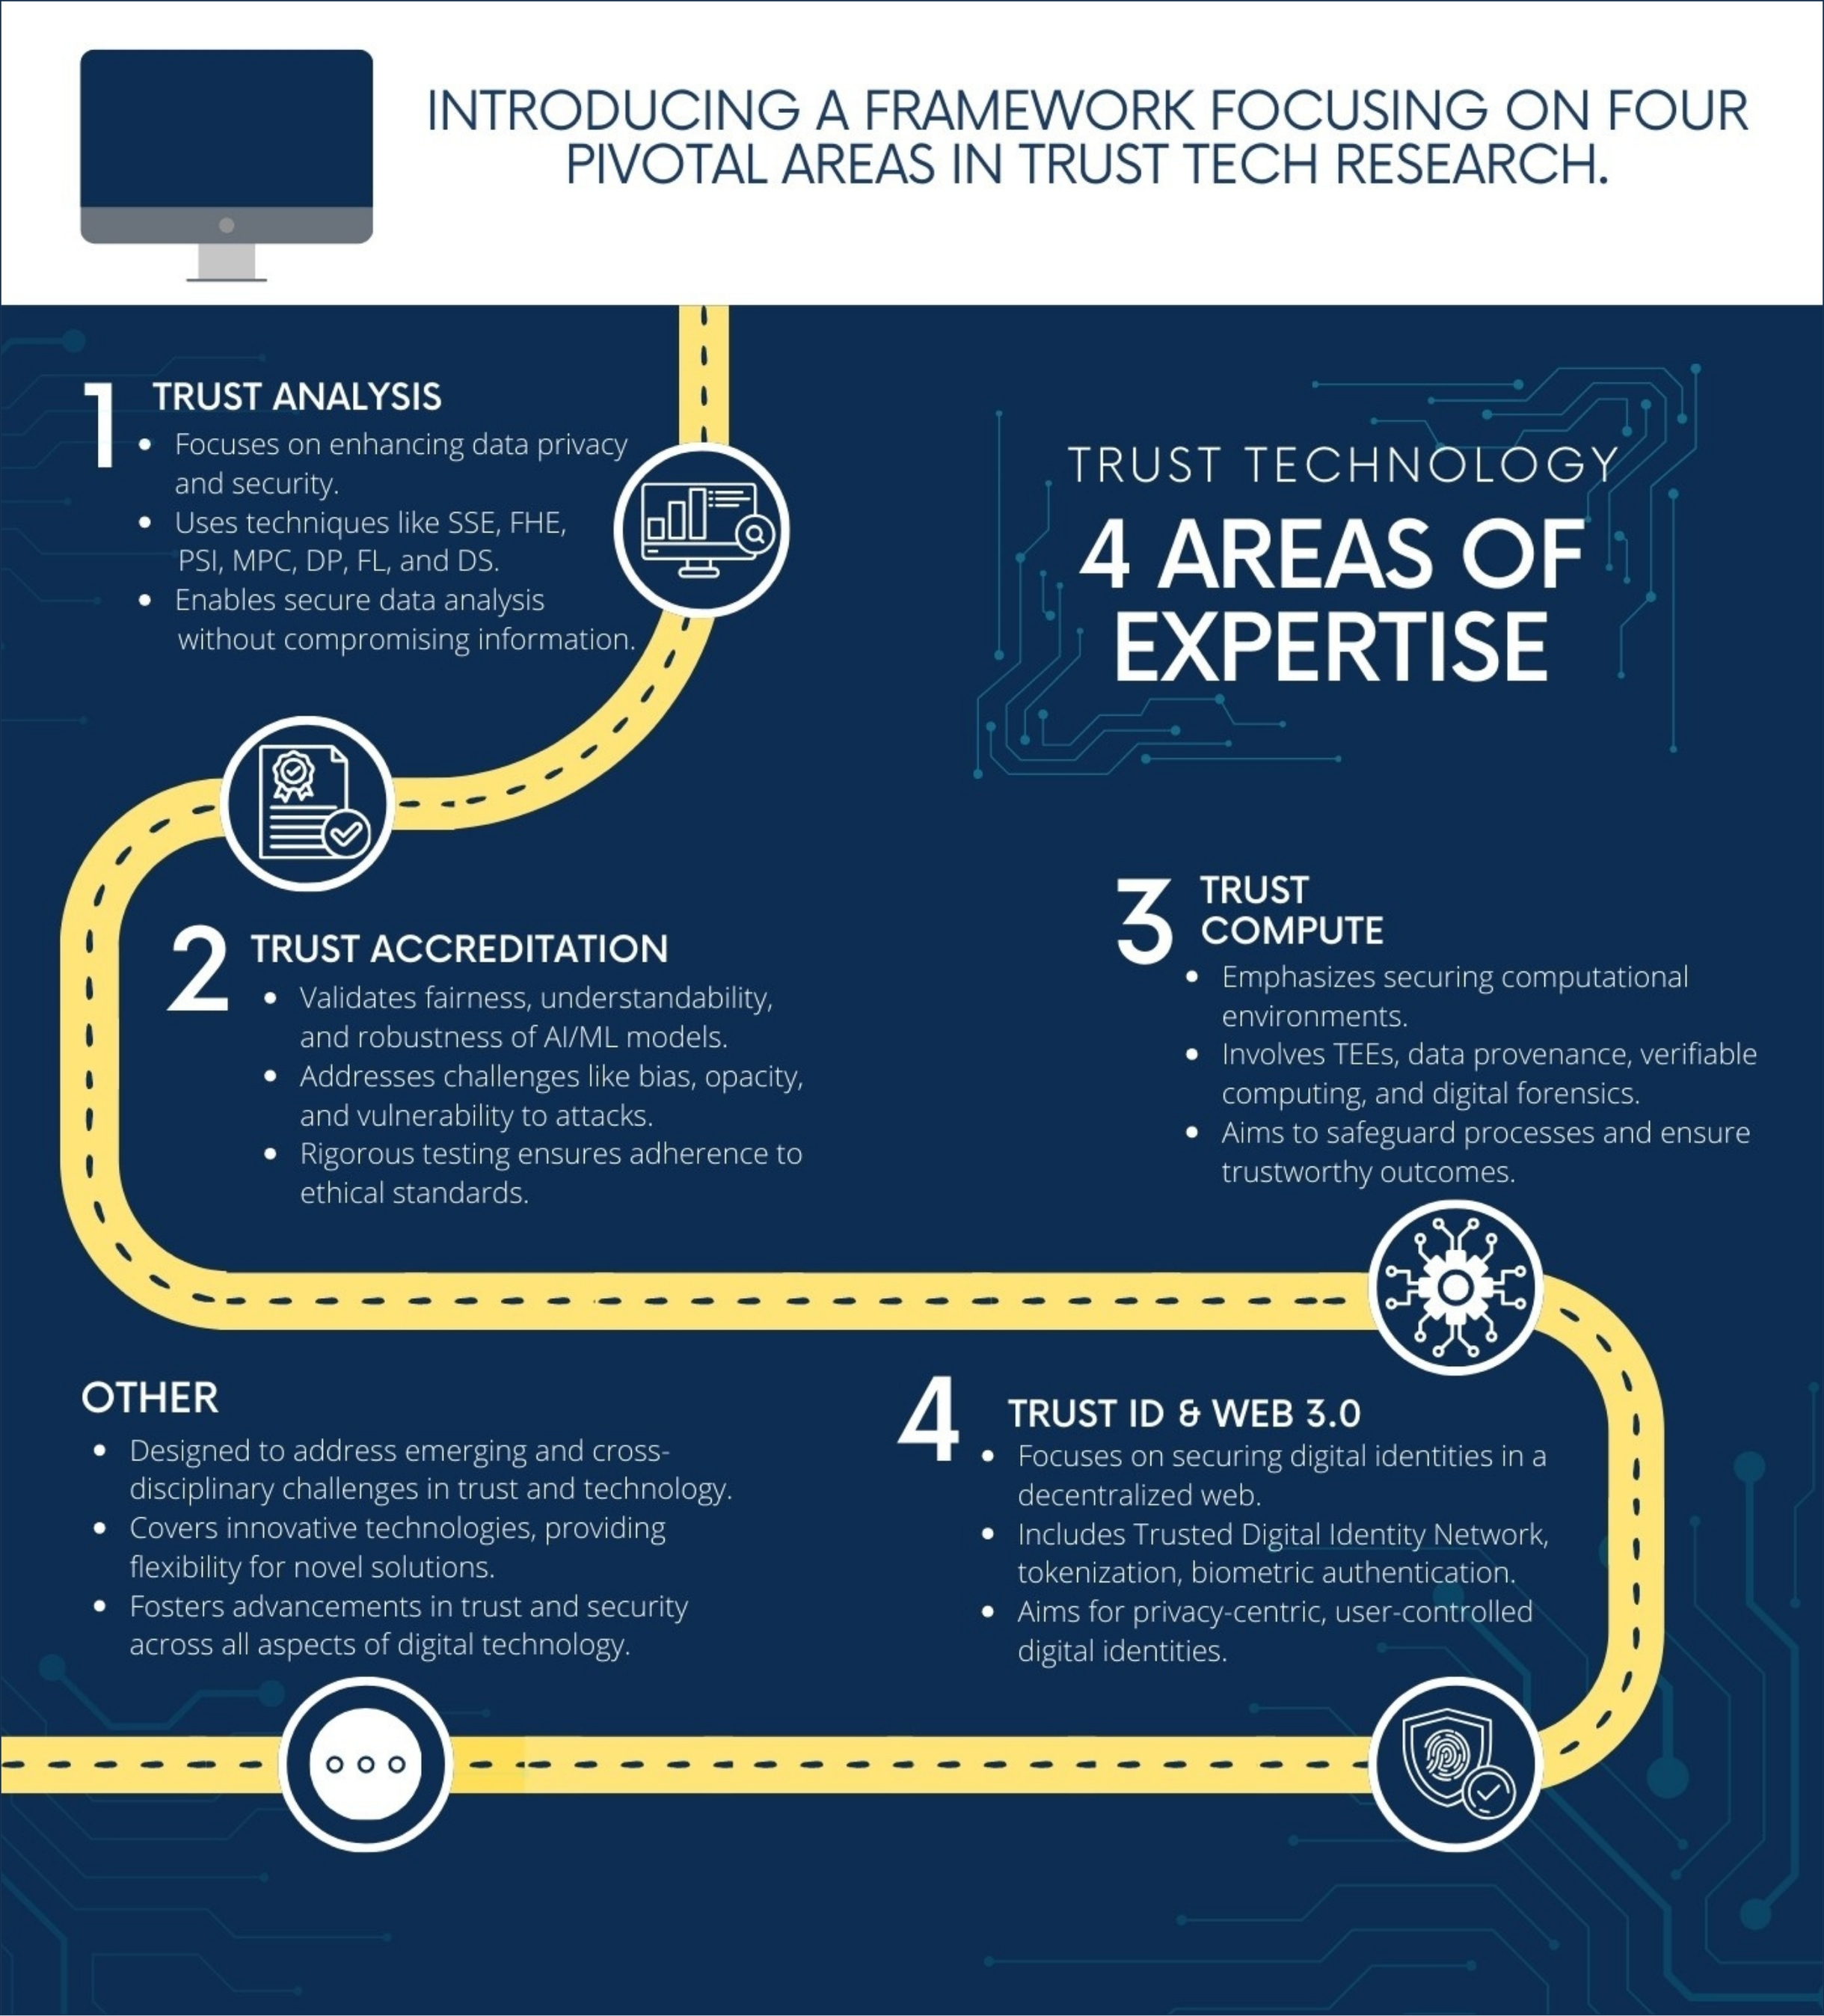 INTRODUCING A FRAMEWORK FOCUSING ON FOUR
PIVOTAL AREAS IN TRUST TECH RESEARCH.
TRUST TECHNOLOGY
4 AREAS OF
EXPERTISE
1
TRUST ANALYSIS
• Focuses on enhancing data privacy
and security.
• Uses techniques like SSE, FHE,
PSI, MPC, DP, FL, and DS.
• Enables secure data analysis
without compromising information.
2
TRUST ACCREDITATION
• Validates fairness, understandability,
and robustness of AI/ML models.
• Addresses challenges like bias, opacity,
and vulnerability to attacks.
• Rigorous testing ensures adherence to
ethical standards.
3
TRUST
COMPUTE
• Emphasizes securing computational
environments.
• Involves TEEs, data provenance, verifiable
computing, and digital forensics.
• Aims to safeguard processes and ensure
trustworthy outcomes.
4
TRUST ID & WEB 3.0
• Focuses on securing digital identities in a
decentralized web.
• Includes Trusted Digital Identity Network,
tokenization, biometric authentication.
• Aims for privacy-centric, user-controlled
digital identities.
OTHER
• Designed to address emerging and cross-
disciplinary challenges in trust and technology.
• Covers innovative technologies, providing
flexibility for novel solutions.
• Fosters advancements in trust and security
across all aspects of digital technology.